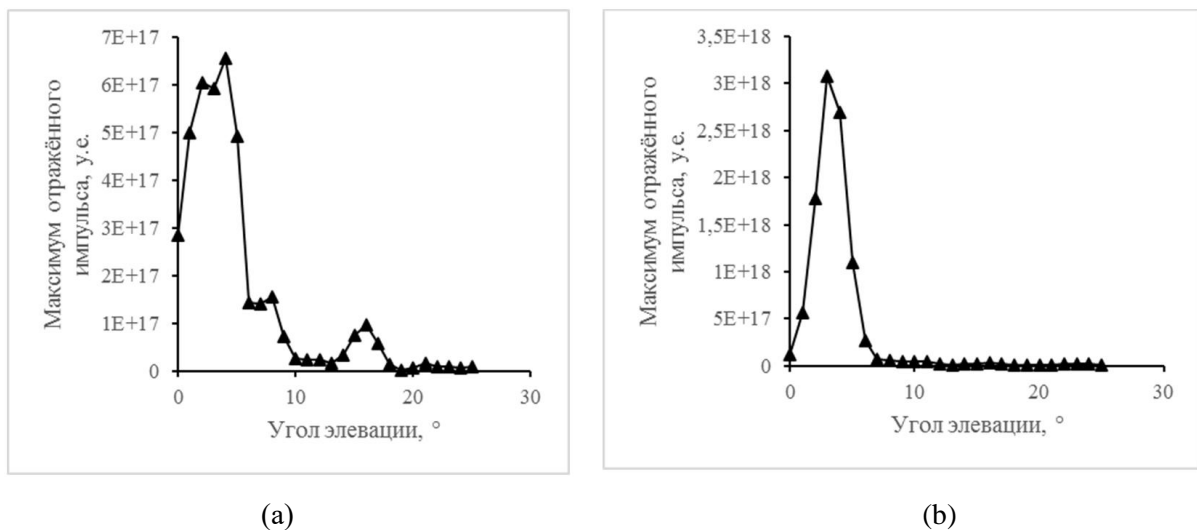 7E+17
6E+17
5E+17
4E+17
3E+17
2E+17
1E+17
0
Максимум отражённого
импульса, у.е.
0 10 20 30
Угол элевации, °
(a)
3,5E+18
3E+18
2,5E+18
2E+18
1,5E+18
1E+18
5E+17
0
Максимум отражённого
импульса, у.е.
0 10 20 30
Угол элевации, °
(b)